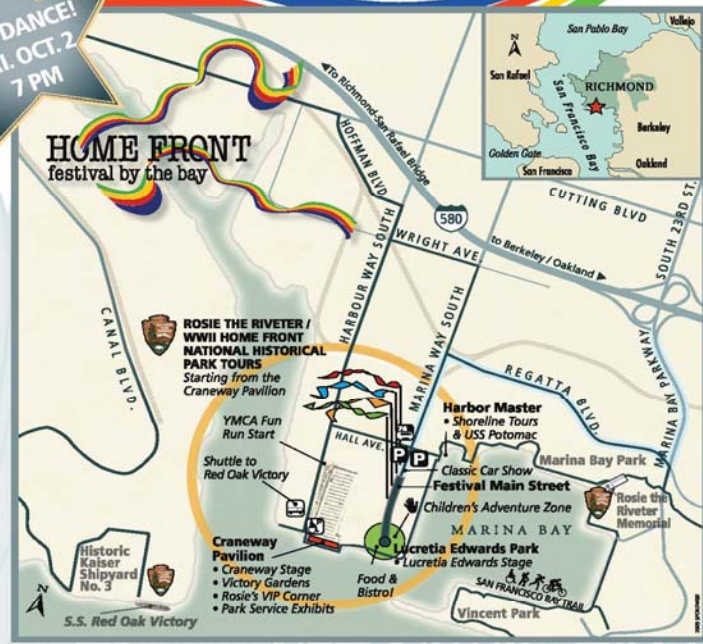 DANCE!
OCT. 2
7 PM
HOME FRONT
festival by the bay
N
San Pablo Bay
Vallejo
San Rafael
RICHMOND
San Francisco Bay
Berkeley
Golden Gate
Oakland
San Francisco
To Richmond-San Rafael Bridge
HOFFMAN BLVD
580
CUTTING BLVD
SOUTH 23RD ST.
WRIGHT AVE.
to Berkeley / Oakland
CANAL BLVD.
HARBOUR WAY SOUTH
MARINA WAY SOUTH
REGATTA BLVD.
MARINA BAY PARKWAY
ROSIE THE RIVETER /
WWII HOME FRONT
NATIONAL HISTORICAL
PARK TOURS
Starting from the
Craneway Pavilion
YMCA Fun
Run Start
HALL AVE.
Shuttle to
Red Oak Victory
P
P
Harbor Master
• Shoreline Tours
& USS Potomac
Classic Car Show
Festival Main Street
Children's Adventure Zone
Marina Bay Park
Rosie the
Riveter
Memorial
MARINA BAY
Craneway
Pavilion
• Craneway Stage
• Victory Gardens
• Rosie's VIP Corner
• Park Service Exhibits
Food &
Bistro!
Lucretia Edwards Park
• Lucretia Edwards Stage
SAN FRANCISCO BAY TRAIL
Vincent Park
Historic
Kaiser
Shipyard
No. 3
S.S. Red Oak Victory
N